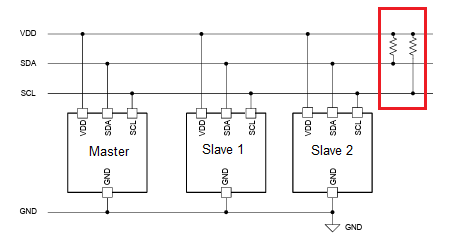 VDD
SDA
SCL
VDD SDA SCL
Master
GND
VDD SDA SCL
Slave 1
GND
VDD SDA SCL
Slave 2
GND
GND
GND